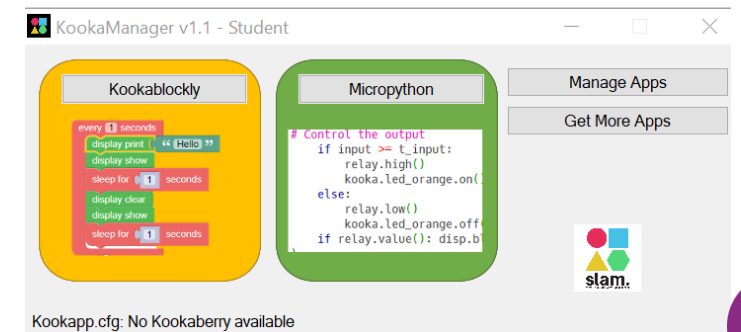 KookaManager v1.1 - Student
Kookablockly
Micropython
Manage Apps
Get More Apps
every 1 seconds
display print “ Hello ”
display show
sleep for 1 seconds
display clear
display show
sleep for 1 seconds
# Control the output
if input >= t_input:
relay.high()
kooka.led_orange.on(
else:
relay.low()
kooka.led_orange.off(
if relay.value(): disp.bl
slam.
Kookapp.cfg: No Kookaberry available